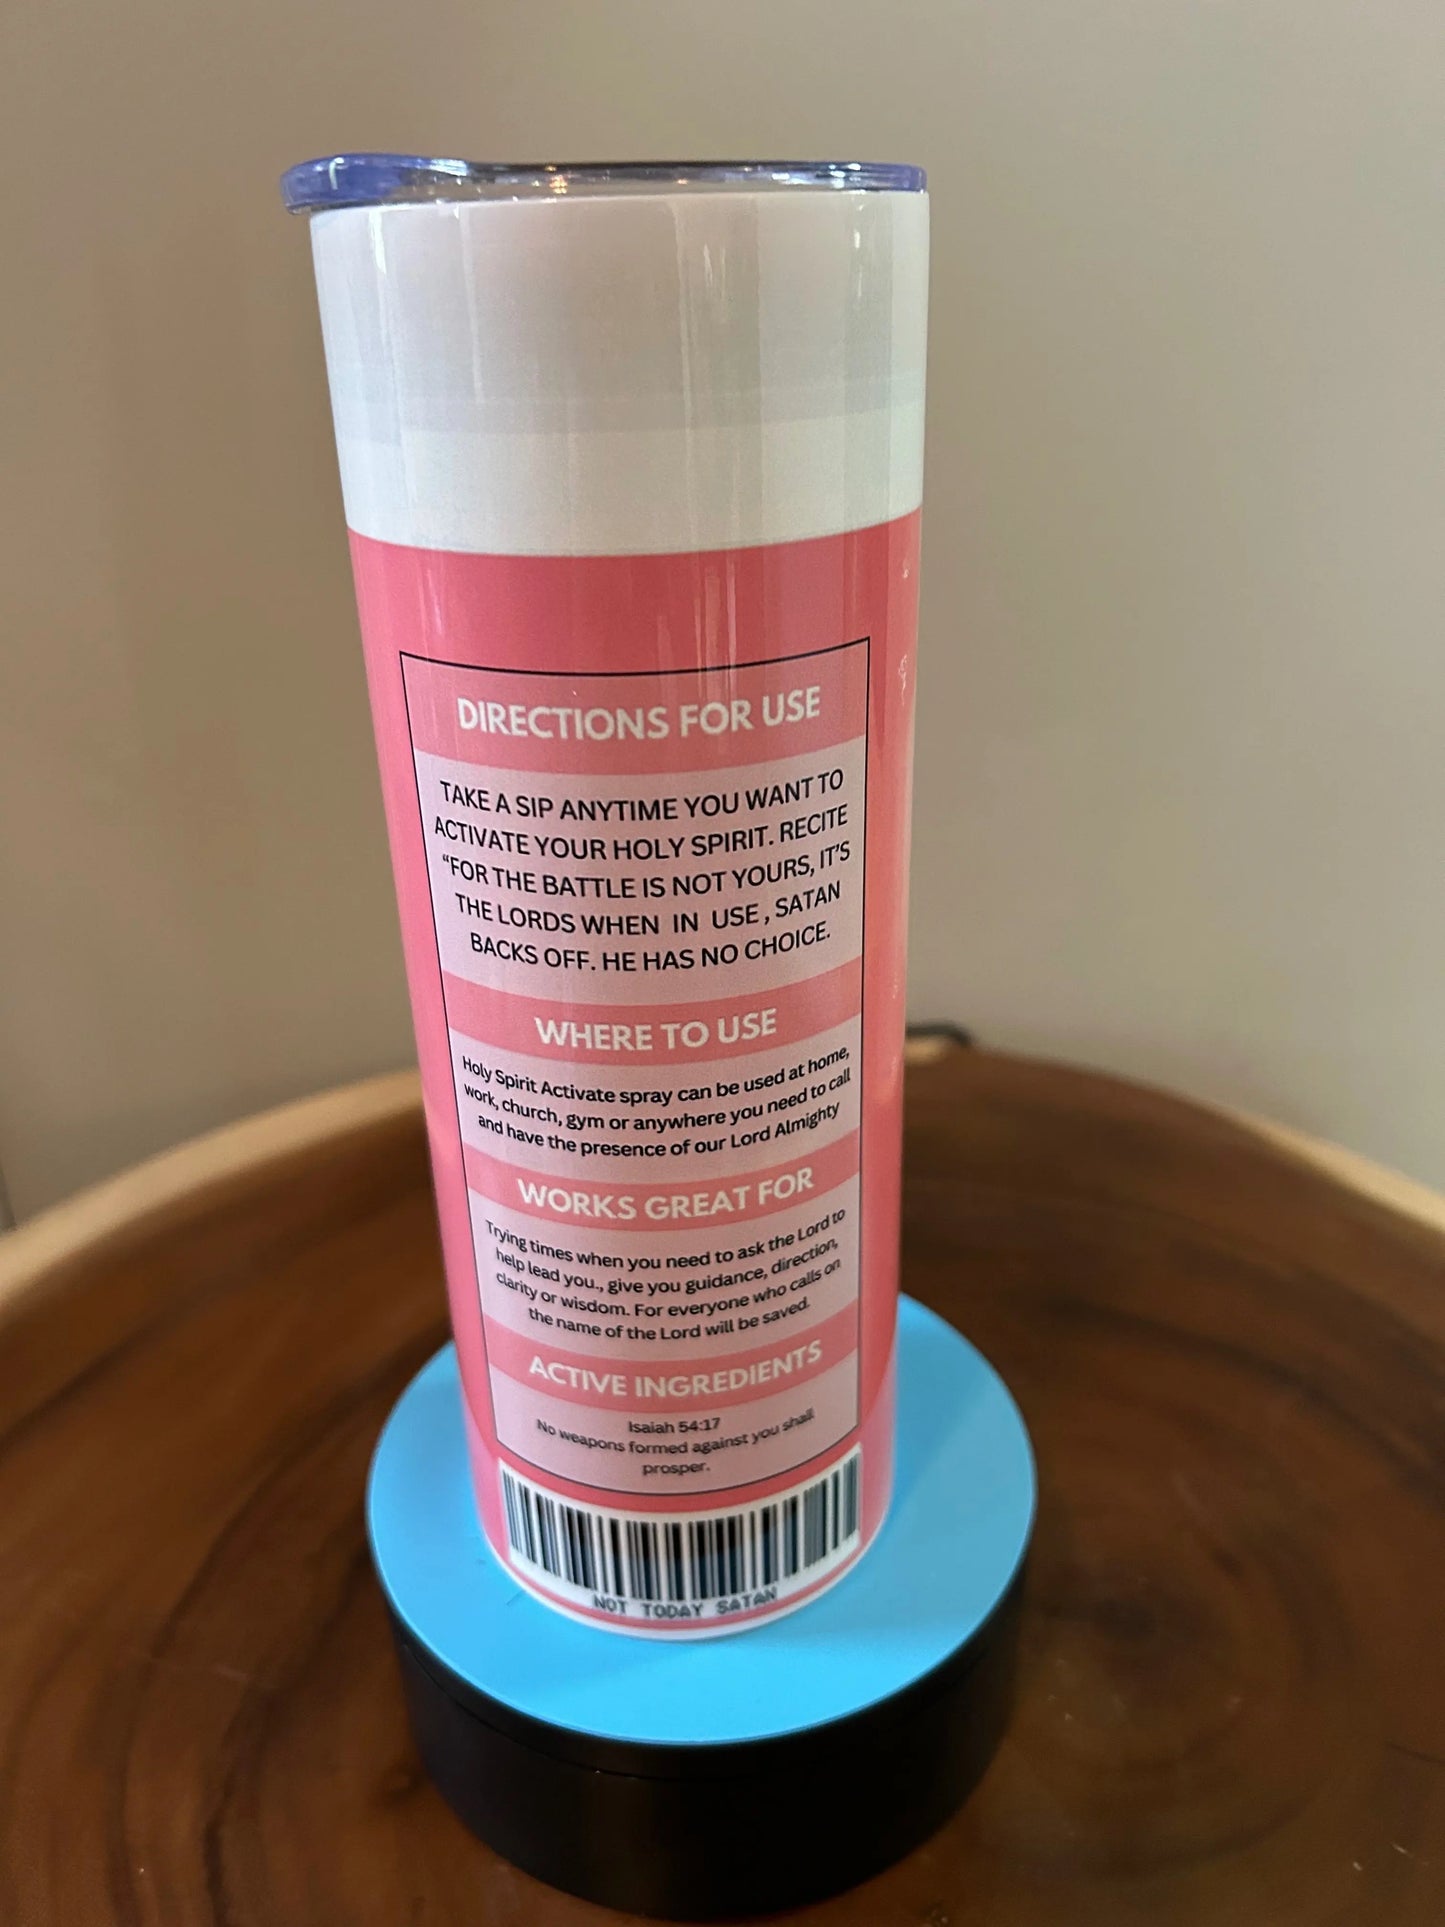 DIRECTIONS FOR USE
TAKE A SIP ANYTIME YOU WANT TO
ACTIVATE YOUR HOLY SPIRIT. RECITE
“FOR THE BATTLE IS NOT YOURS, IT’S
THE LORDS WHEN IN USE , SATAN
BACKS OFF. HE HAS NO CHOICE.
WHERE TO USE
Holy Spirit Activate spray can be used at home,
work, church, gym or anywhere you need to call
and have the presence of our Lord Almighty
WORKS GREAT FOR
Trying times when you need to ask the Lord to
help lead you., give you guidance, direction,
clarity or wisdom. For everyone who calls on
the name of the Lord will be saved.
ACTIVE INGREDIENTS
Isaiah 54:17
No weapons formed against you shall
prosper.
NOT TODAY SATAN